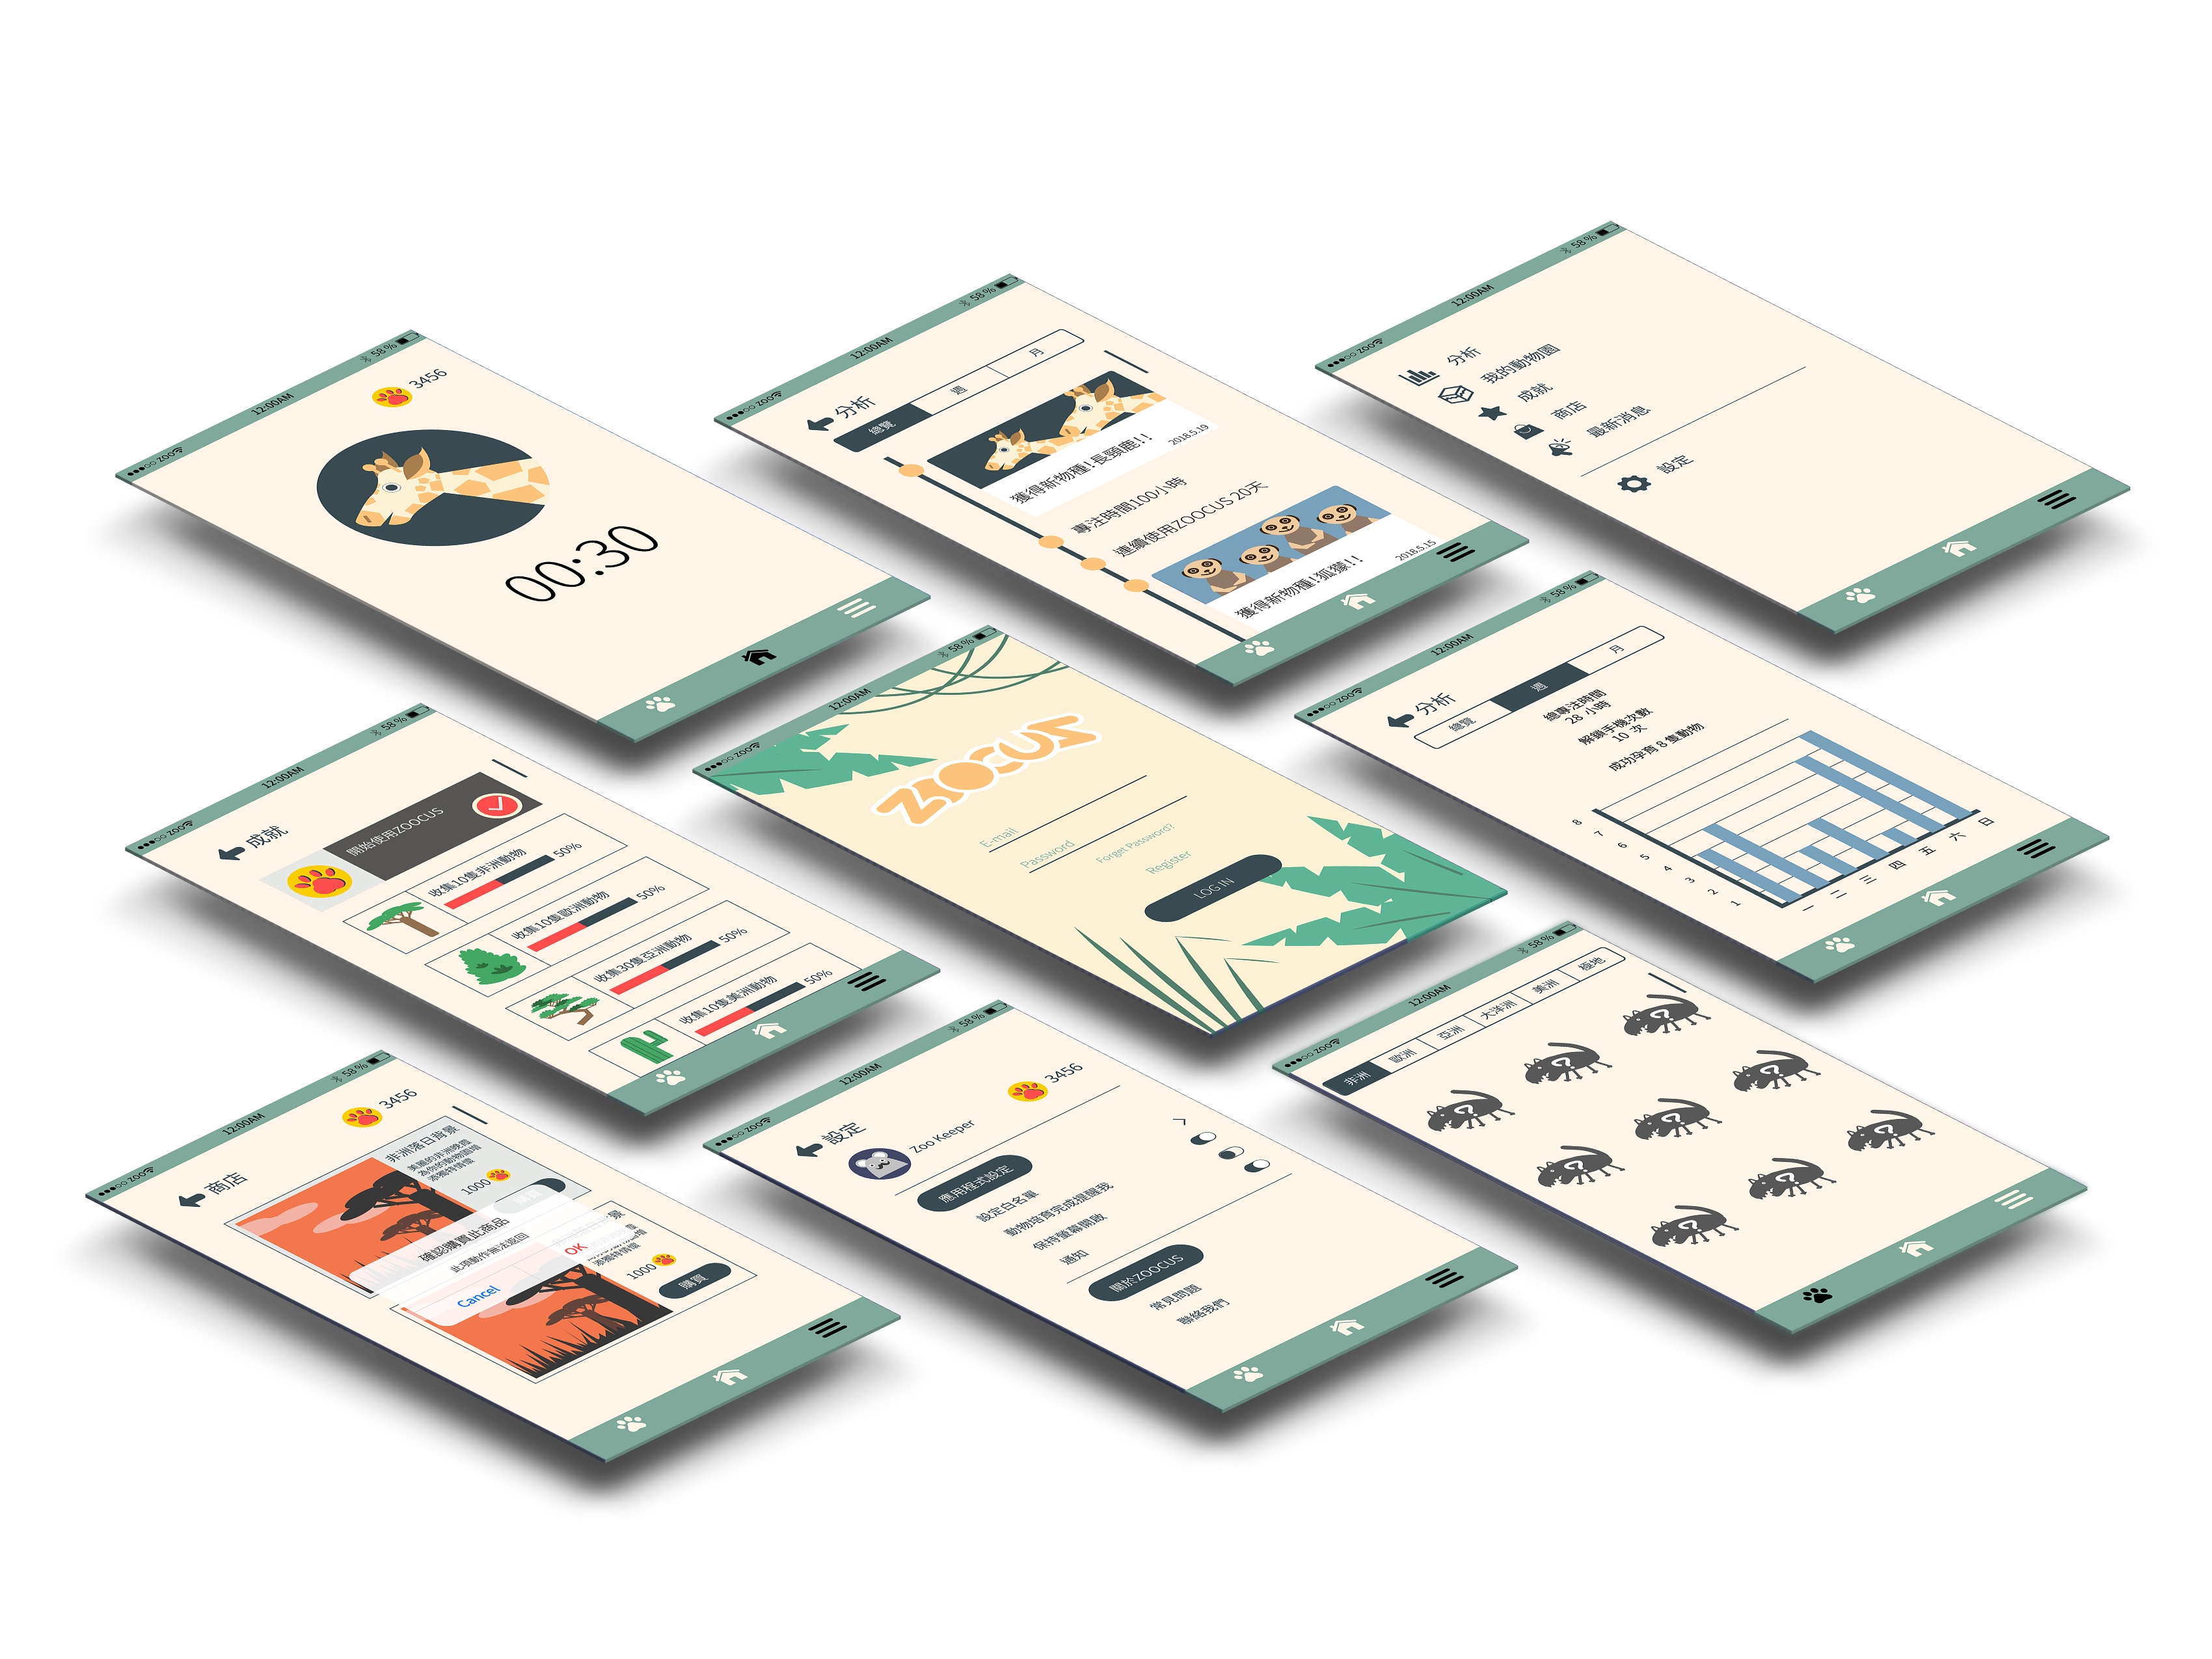 ZOO
12:00AM
58 %
3456
00:30
ZOO
12:00AM
58 %
分析
總覽
週
月
獲得新物種!長頸鹿!!
2018.5.19
專注時間100小時
連續使用ZOOCUS 20天
獲得新物種!狐獴!!
2018.5.15
ZOO
12:00AM
58 %
分析
我的動物園
成就
商店
最新消息
設定
ZOO
12:00AM
58 %
成就
開始使用ZOOCUS
收集10隻非洲動物
50%
收集10隻歐洲動物
50%
收集30隻亞洲動物
50%
收集10隻美洲動物
50%
ZOO
12:00AM
58 %
ZOOCUS
E-mail
Password
Forget Password?
Register
LOG IN
ZOO
12:00AM
58 %
分析
總覽
週
月
總專注時間
28 小時
解鎖手機次數
10 次
成功孕育 8 隻動物
8
7
6
5
4
3
2
1
一
二
三
四
五
六
日
ZOO
12:00AM
58 %
3456
商店
非洲落日背景
美麗的非洲晚霞
為你的動物園增
添獨特情懷
1000
確認購買此商品
此項動作無法返回
Cancel
OK
景
添獨特情懷
1000
購買
ZOO
12:00AM
58 %
3456
設定
Zoo Keeper
應用程式設定
設定白名單
動物培育完成提醒我
保持螢幕開啟
通知
關於ZOOCUS
常見問題
聯絡我們
ZOO
12:00AM
58 %
非洲
歐洲
亞洲
大洋洲
美洲
極地
?
?
?
?
?
?
?
?
?